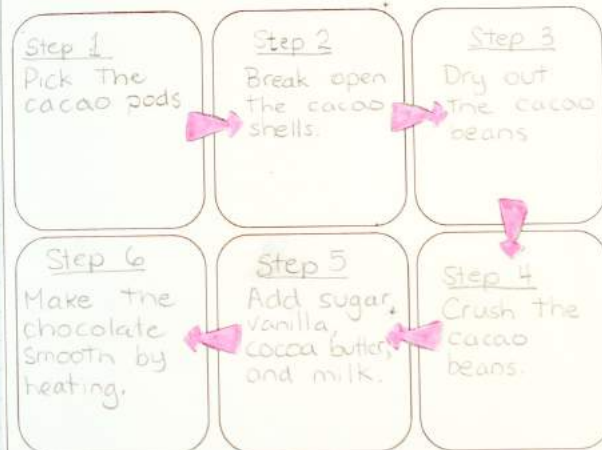 Step 1
Pick The
cacao pods
Step 2
Break open
the cacao
shells.
Step 3
Dry out
the cacao
beans
Step 4
Crush the
cacao
beans.
Step 5
Add sugar,
vanilla,
cocoa butter,
and milk.
Step 6
Make the
chocolate
smooth by
heating.